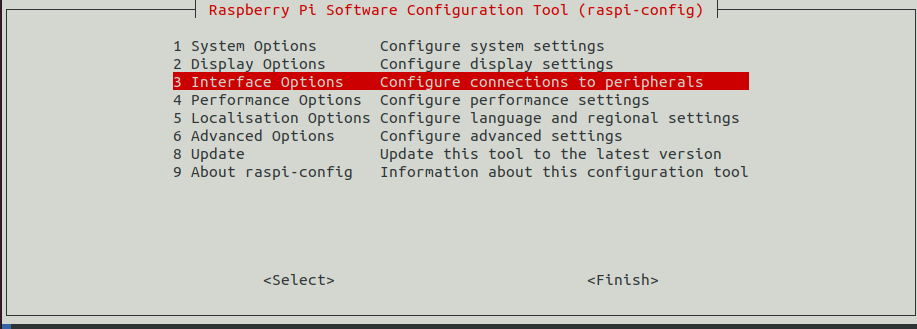 Raspberry Pi Software Configuration Tool (raspi-config)
1 System Options Configure system settings
2 Display Options Configure display settings
3 Interface Options Configure connections to peripherals
4 Performance Options Configure performance settings
5 Localisation Options Configure language and regional settings
6 Advanced Options Configure advanced settings
8 Update Update this tool to the latest version
9 About raspi-config Information about this configuration tool
<Select> <Finish>